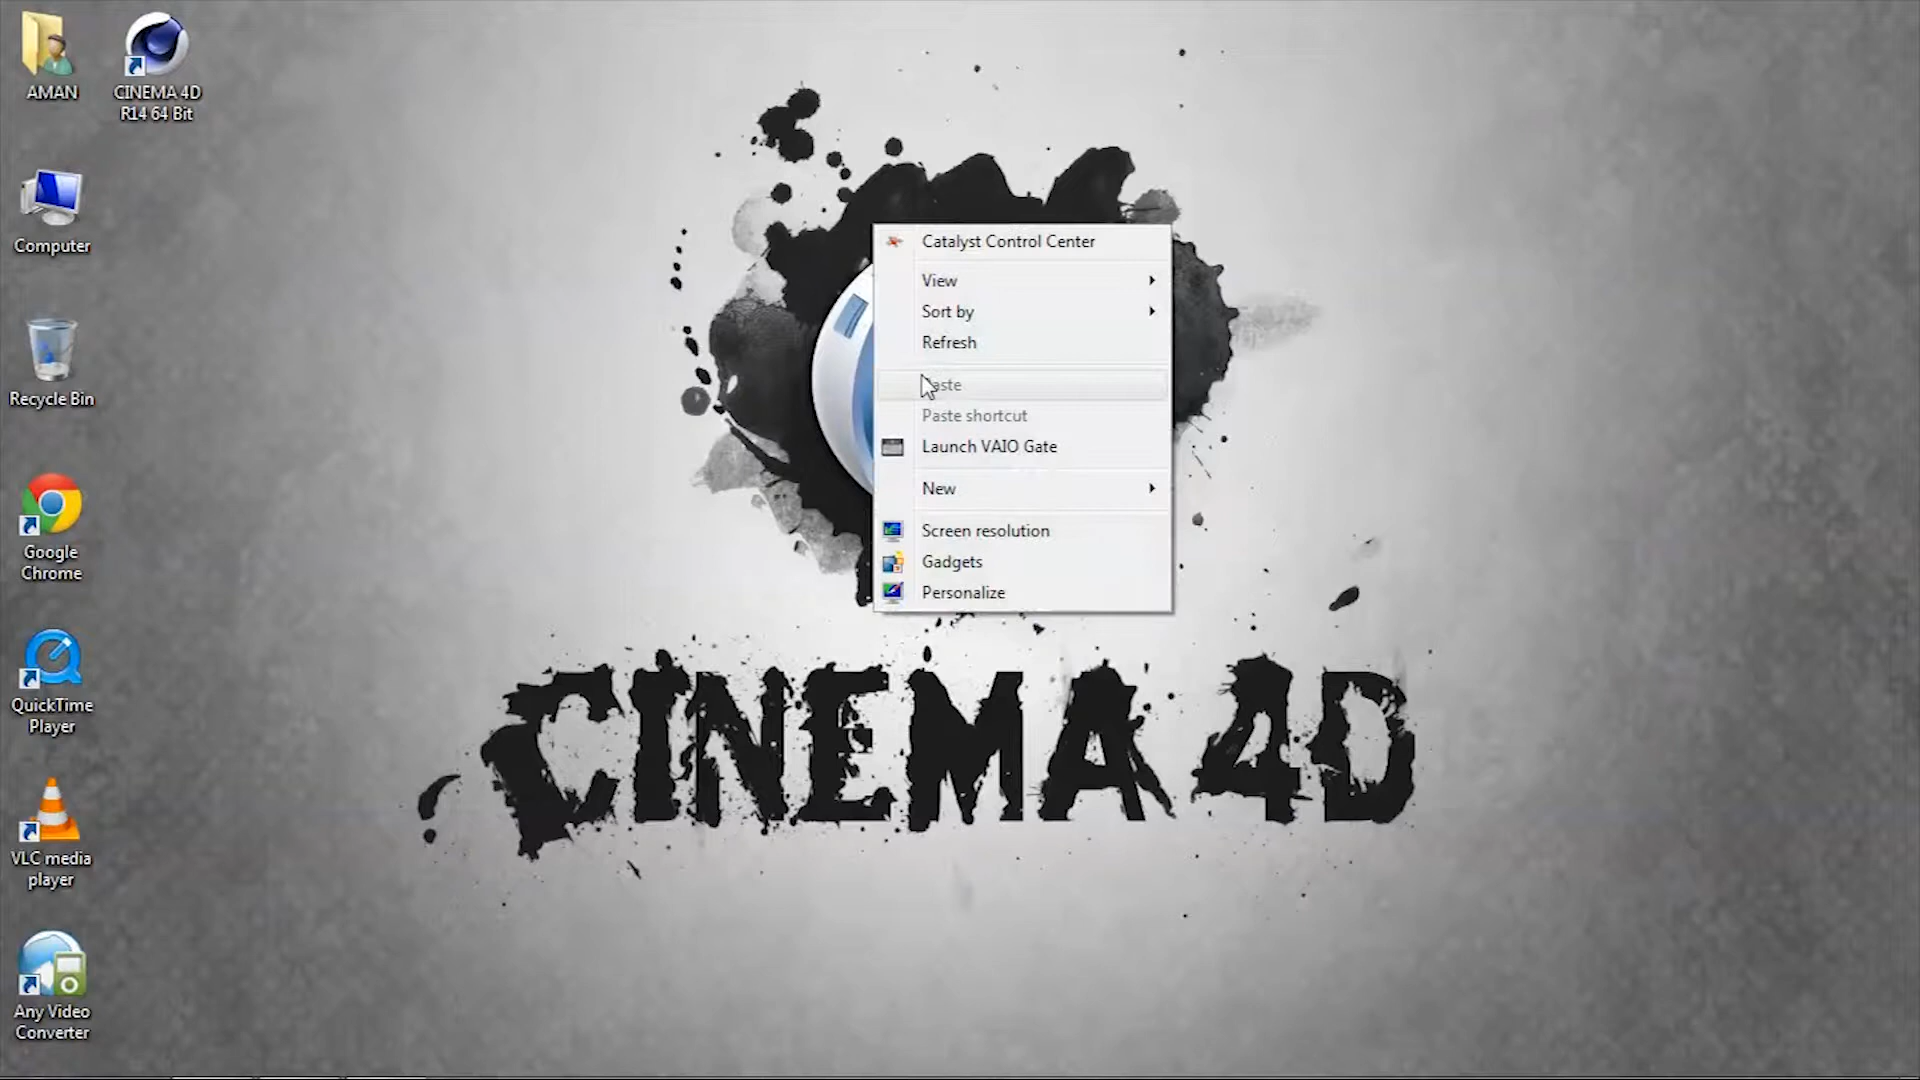 AMAN
CINEMA 4D
R14 64 Bit
Computer
Recycle Bin
Google
Chrome
QuickTime
Player
VLC media
player
Any Video
Converter
Catalyst Control Center
View
Sort by
Refresh
Paste shortcut
Launch VAIO Gate
New
Screen resolution
Gadgets
Personalize
CINEMA 4D